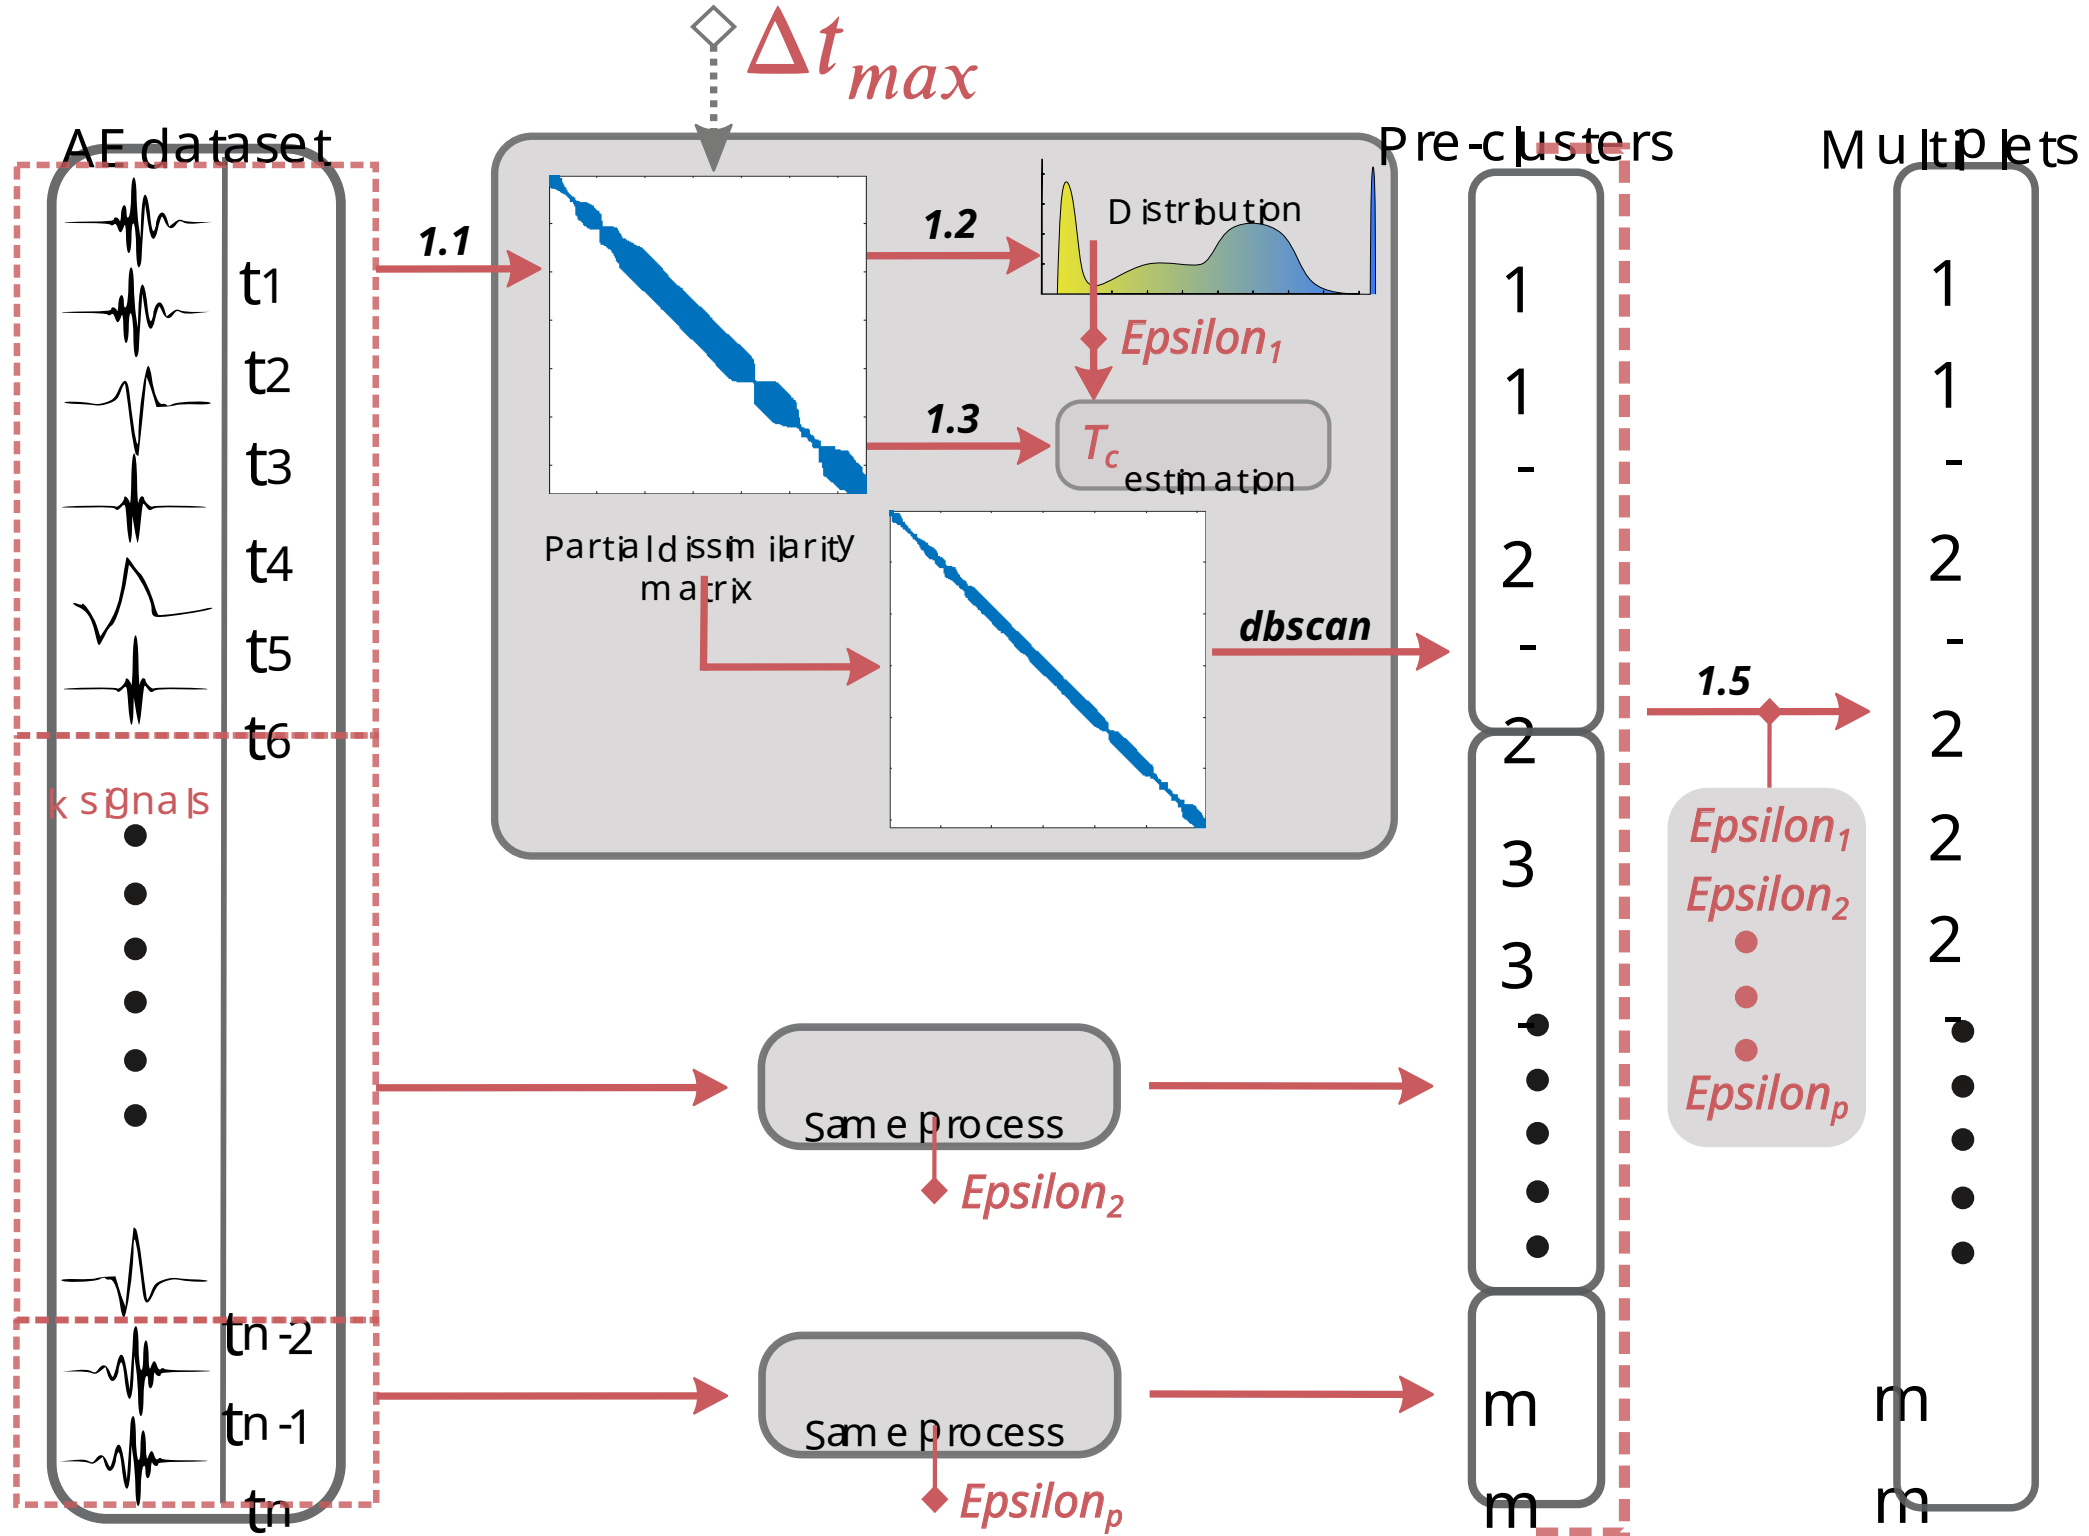 Δt max
AE dataset
Pre-clusters
Multiplets
t1
t2
t3
t4
t5
t6
k signals
tn-2
tn-1
tn
1.1
1.2
Distribution
Epsilon1
1.3
Tc
estimation
Partial dissimilarity
matrix
dbscan
Same process
Epsilon2
Same process
Epsilonp
1
1
-
2
-
2
3
3
-
m
m
1.5
Epsilon1
Epsilon2
Epsilonp
1
1
-
2
-
2
2
2
-
m
m